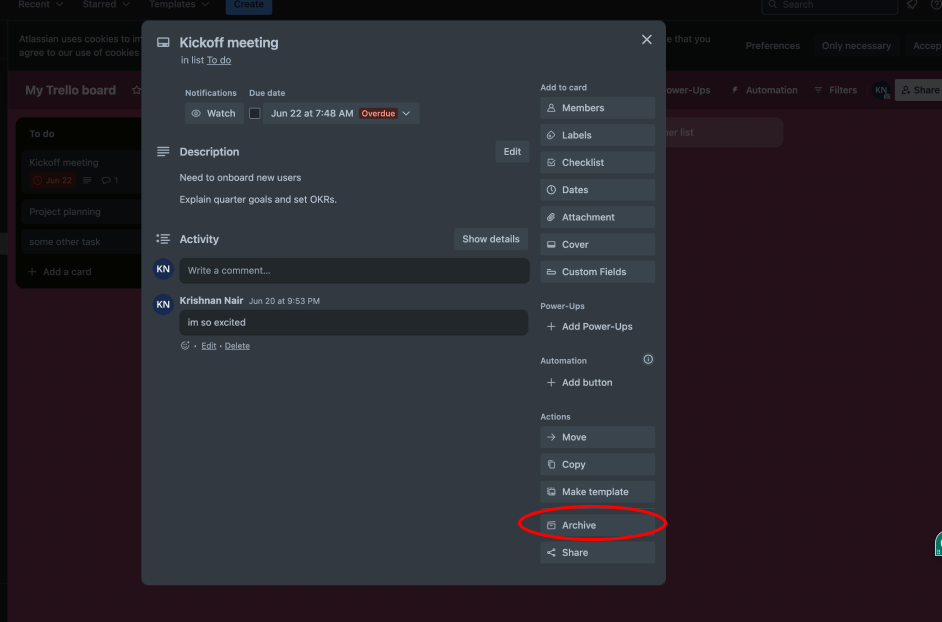 Recent Starred Templates Create Search
Atlassian uses cookies to im
agree to our use of cookies
e that you
Preferences Only necessary Accep
My Trello board
ower-Ups Automation Filters KN Share
To do
Kickoff meeting
Jun 22 1
Project planning
some other task
+ Add a card
her list
Kickoff meeting
in list To do
Notifications Due date
Watch Jun 22 at 7:48 AM Overdue
Description Edit
Need to onboard new users
Explain quarter goals and set OKRs.
Activity Show details
KN Write a comment...
KN Krishnan Nair Jun 20 at 9:53 PM
im so excited
• Edit • Delete
Add to card
Members
Labels
Checklist
Dates
Attachment
Cover
Custom Fields
Power-Ups
+ Add Power-Ups
Automation
+ Add button
Actions
Move
Copy
Make template
Archive
Share